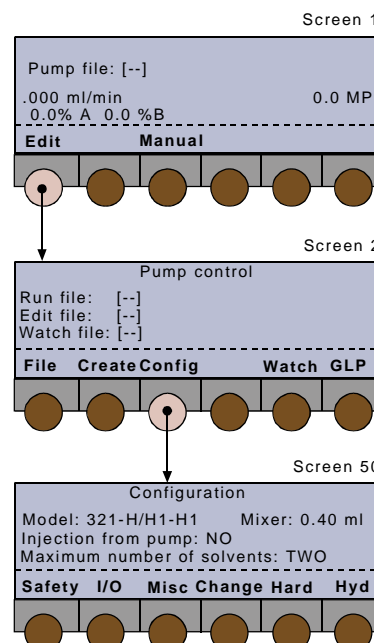 Screen 1
Pump file: [--]
.000 ml/min 0.0 MP
0.0% A 0.0 %B
Edit Manual
Screen 2
Pump control
Run file: [--]
Edit file: [--]
Watch file: [--]
File Create Config Watch GLP
Screen 50
Configuration
Model: 321-H/H1-H1 Mixer: 0.40 ml
Injection from pump: NO
Maximum number of solvents: TWO
Safety I/O Misc Change Hard Hyd